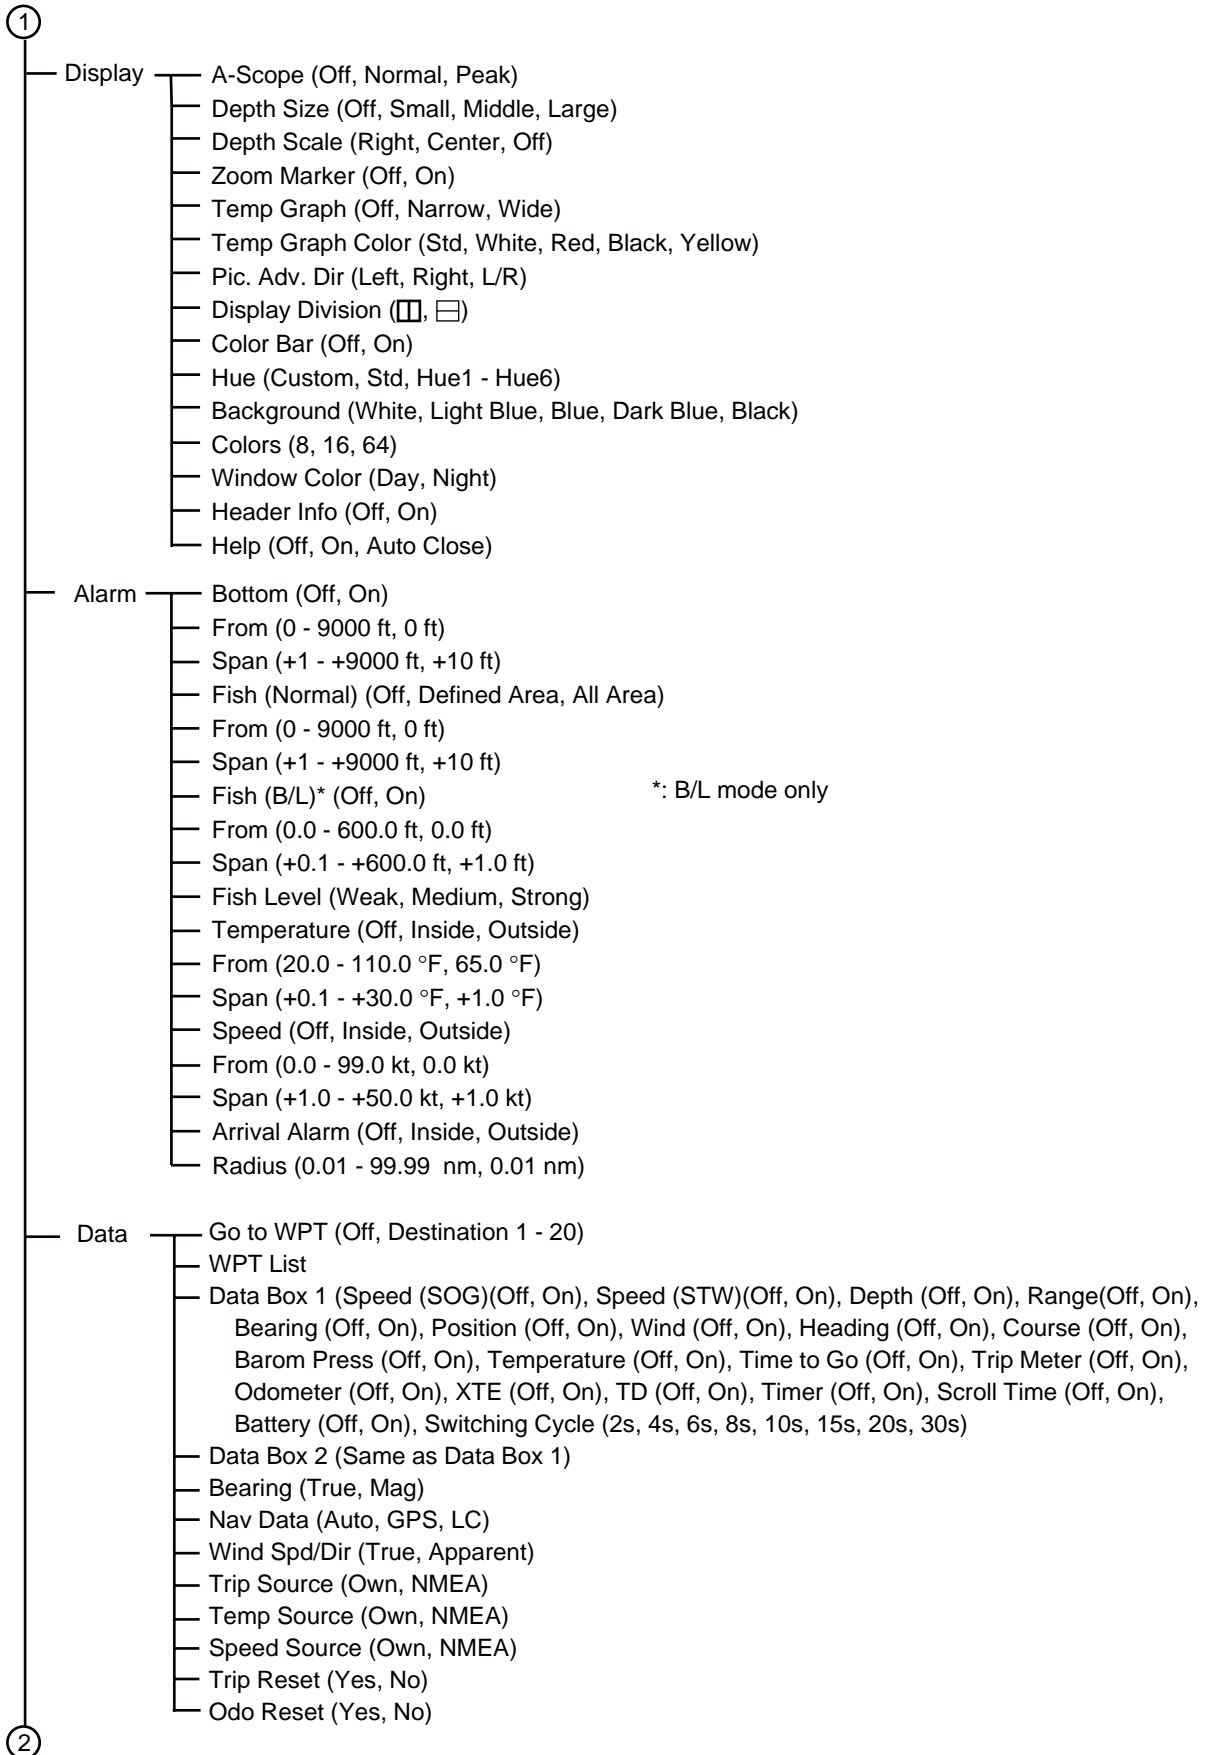 1
Display
A-Scope (Off, Normal, Peak)
Depth Size (Off, Small, Middle, Large)
Depth Scale (Right, Center, Off)
Zoom Marker (Off, On)
Temp Graph (Off, Narrow, Wide)
Temp Graph Color (Std, White, Red, Black, Yellow)
Pic. Adv. Dir (Left, Right, L/R)
Display Division (◫, ⊟)
Color Bar (Off, On)
Hue (Custom, Std, Hue1 - Hue6)
Background (White, Light Blue, Blue, Dark Blue, Black)
Colors (8, 16, 64)
Window Color (Day, Night)
Header Info (Off, On)
Help (Off, On, Auto Close)
Alarm
Bottom (Off, On)
From (0 - 9000 ft, 0 ft)
Span (+1 - +9000 ft, +10 ft)
Fish (Normal) (Off, Defined Area, All Area)
From (0 - 9000 ft, 0 ft)
Span (+1 - +9000 ft, +10 ft)
Fish (B/L)* (Off, On)
*: B/L mode only
From (0.0 - 600.0 ft, 0.0 ft)
Span (+0.1 - +600.0 ft, +1.0 ft)
Fish Level (Weak, Medium, Strong)
Temperature (Off, Inside, Outside)
From (20.0 - 110.0 °F, 65.0 °F)
Span (+0.1 - +30.0 °F, +1.0 °F)
Speed (Off, Inside, Outside)
From (0.0 - 99.0 kt, 0.0 kt)
Span (+1.0 - +50.0 kt, +1.0 kt)
Arrival Alarm (Off, Inside, Outside)
Radius (0.01 - 99.99 nm, 0.01 nm)
Data
Go to WPT (Off, Destination 1 - 20)
WPT List
Data Box 1 (Speed (SOG)(Off, On), Speed (STW)(Off, On), Depth (Off, On), Range(Off, On),
Bearing (Off, On), Position (Off, On), Wind (Off, On), Heading (Off, On), Course (Off, On),
Barom Press (Off, On), Temperature (Off, On), Time to Go (Off, On), Trip Meter (Off, On),
Odometer (Off, On), XTE (Off, On), TD (Off, On), Timer (Off, On), Scroll Time (Off, On),
Battery (Off, On), Switching Cycle (2s, 4s, 6s, 8s, 10s, 15s, 20s, 30s)
Data Box 2 (Same as Data Box 1)
Bearing (True, Mag)
Nav Data (Auto, GPS, LC)
Wind Spd/Dir (True, Apparent)
Trip Source (Own, NMEA)
Temp Source (Own, NMEA)
Speed Source (Own, NMEA)
Trip Reset (Yes, No)
Odo Reset (Yes, No)
2